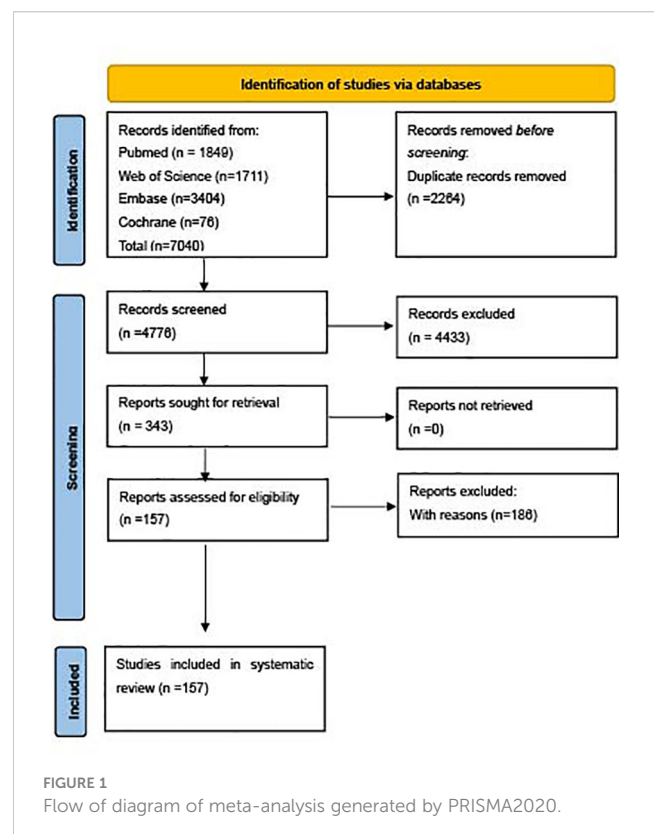 Identification of studies via databases
Identification
Records identified from:
Pubmed (n = 1849)
Web of Science (n=1711)
Embase (n=3404)
Cochrane (n=76)
Total (n=7040)
Records removed before
screening:
Duplicate records removed
(n =2264)
Screening
Records screened
(n =4776)
Records excluded
(n = 4433)
Reports sought for retrieval
(n = 343)
Reports not retrieved
(n =0)
Reports assessed for eligibility
(n =157)
Reports excluded:
With reasons (n=186)
Included
Studies included in systematic
review (n =157)
FIGURE 1
Flow of diagram of meta-analysis generated by PRISMA2020.